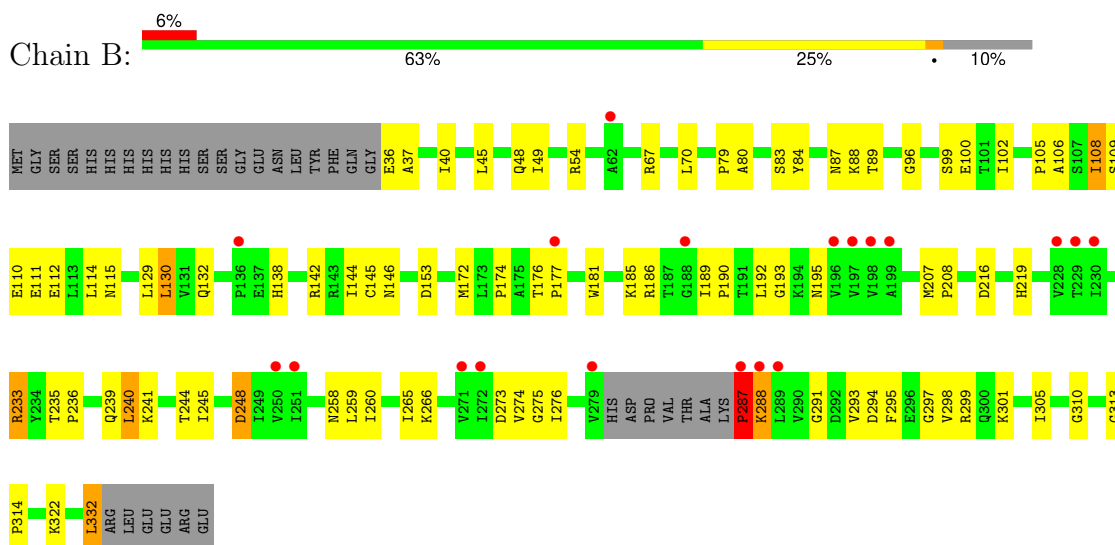 6%
Chain B:
63% 25% • 10%
MET GLY SER SER HIS HIS HIS HIS HIS HIS SER SER GLY GLU ASN LEU TYR PHE GLN GLY E36 A37 I40 L45 Q48 I49 R54 A62 R67 L70 P79 A80 S83 Y84 N87 K88 T89 G96 S99 E100 T101 I102 P105 A106 S107 I108 S109
E110 E111 E112 L113 L114 N115 L129 L130 V131 Q132 P136 E137 H138 R142 R143 I144 C145 N146 D153 M172 L173 P174 A175 T176 P177 W181 K185 R186 T187 G188 I189 P190 T191 L192 G193 K194 N195 V196 V197 V198 A199 M207 P208 D216 H219 V228 T229 I230
R233 Y234 T235 P236 Q239 L240 K241 T244 I245 D248 I249 V250 I251 N258 L259 I260 I265 K266 V271 I272 D273 V274 G275 I276 V279 HIS ASP PRO VAL THR ALA LYS P287 K288 L289 V290 G291 D292 V293 D294 F295 E296 G297 V298 R299 Q300 K301 I305 G310 G313
P314 K322 L332 ARG LEU GLU GLU ARG GLU